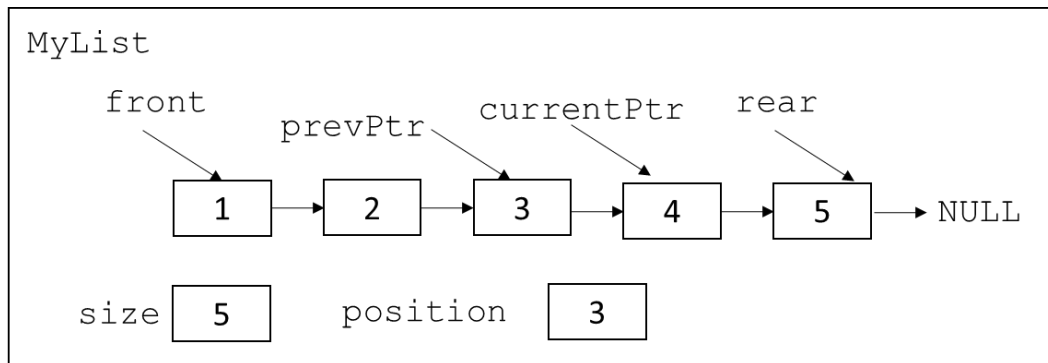 MyList
front
prevPtr
currentPtr
rear
1
2
3
4
5
NULL
size
5
position
3